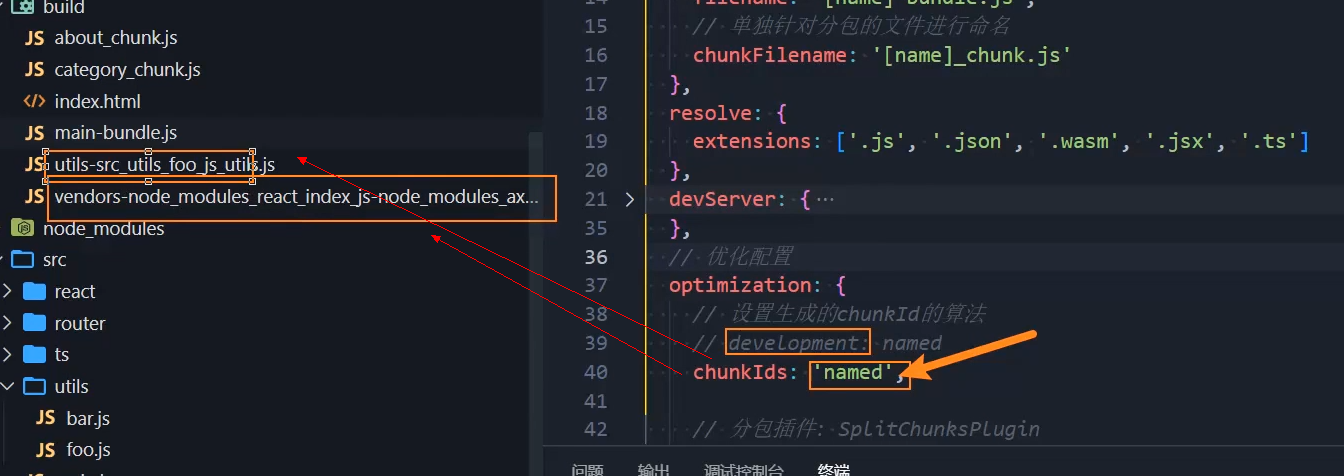 build
JS about_chunk.js
JS category_chunk.js
<> index.html
JS main-bundle.js
JS utils-src_utils_foo_js_utils.js
JS vendors-node_modules_react_index_js-node_modules_ax...
node_modules
src
react
router
ts
utils
JS bar.js
JS foo.js
15 // 单独针对分包的文件进行命名
16 chunkFilename: '[name]_chunk.js'
17 },
18 resolve: {
19 extensions: ['.js', '.json', '.wasm', '.jsx', '.ts']
20 },
21 devServer: { ...
35 },
36 // 优化配置
37 optimization: {
38 // 设置生成的chunkId的算法
39 // development: named
40 chunkIds: 'named',
41
42 // 分包插件: SplitChunksPlugin
问题 输出 调试控制台 终端